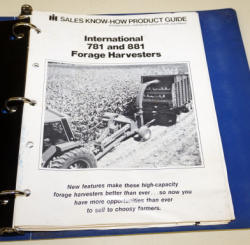 IH SALES KNOW-HOW PRODUCT GUIDE
International
781 and 881
Forage Harvesters
New features make these high-capacity
forage harvesters better than ever...so now you
have more opportunities than ever
to sell to choosy farmers.